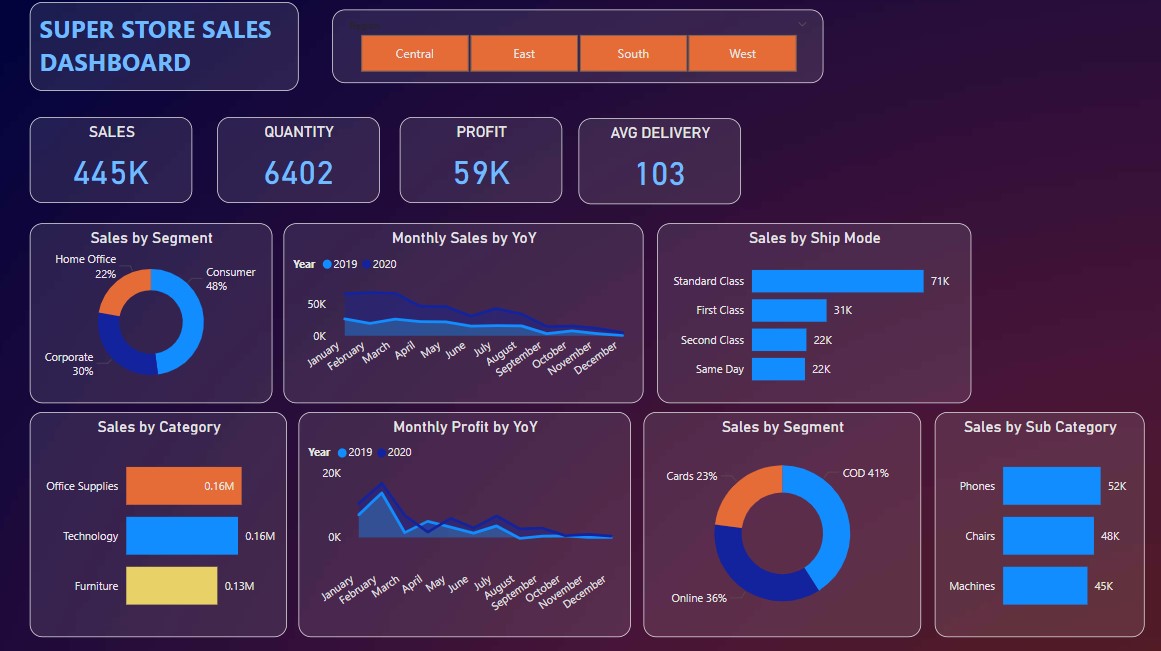 SUPER STORE SALES
DASHBOARD
Central
East
South
West
SALES
445K
QUANTITY
6402
PROFIT
59K
AVG DELIVERY
103
Sales by Segment
Home Office
22%
Consumer
48%
Corporate
30%
Monthly Sales by YoY
Year 2019 2020
50K
0K
January
February
March
April
May
June
July
August
September
October
November
December
Sales by Ship Mode
Standard Class 71K
First Class 31K
Second Class 22K
Same Day 22K
Sales by Category
Office Supplies 0.16M
Technology 0.16M
Furniture 0.13M
Monthly Profit by YoY
Year 2019 2020
20K
0K
January
February
March
April
May
June
July
August
September
October
November
December
Sales by Segment
Cards 23%
COD 41%
Online 36%
Sales by Sub Category
Phones 52K
Chairs 48K
Machines 45K